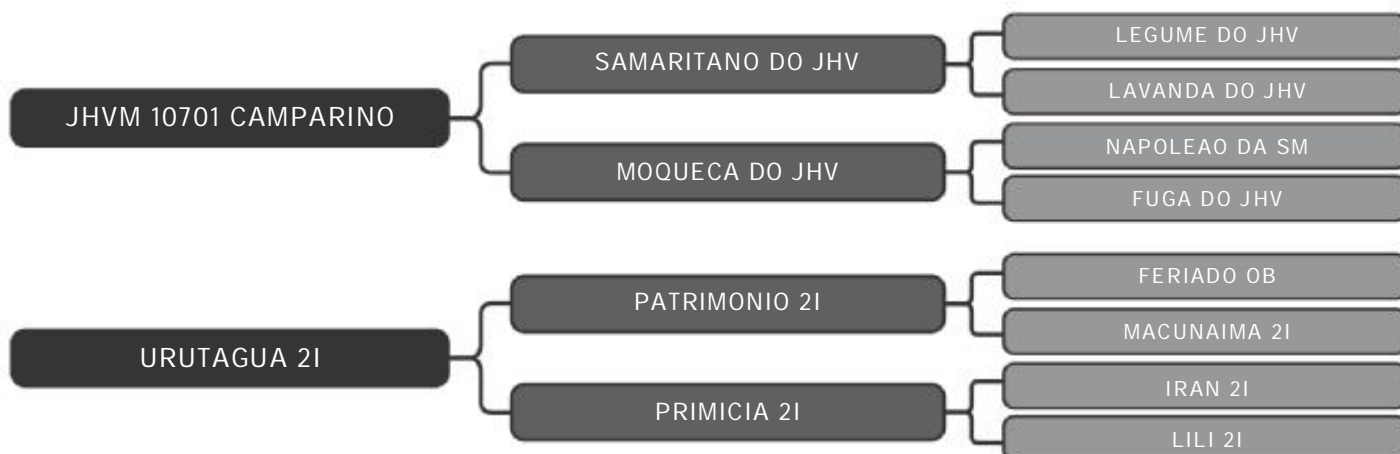 JHVM 10701 CAMPARINO
SAMARITANO DO JHV
LEGUME DO JHV
LAVANDA DO JHV
MOQUECA DO JHV
NAPOLEAO DA SM
FUGA DO JHV
URUTAGUA 2I
PATRIMONIO 2I
FERIADO OB
MACUNAIMA 2I
PRIMICIA 2I
IRAN 2I
LILI 2I